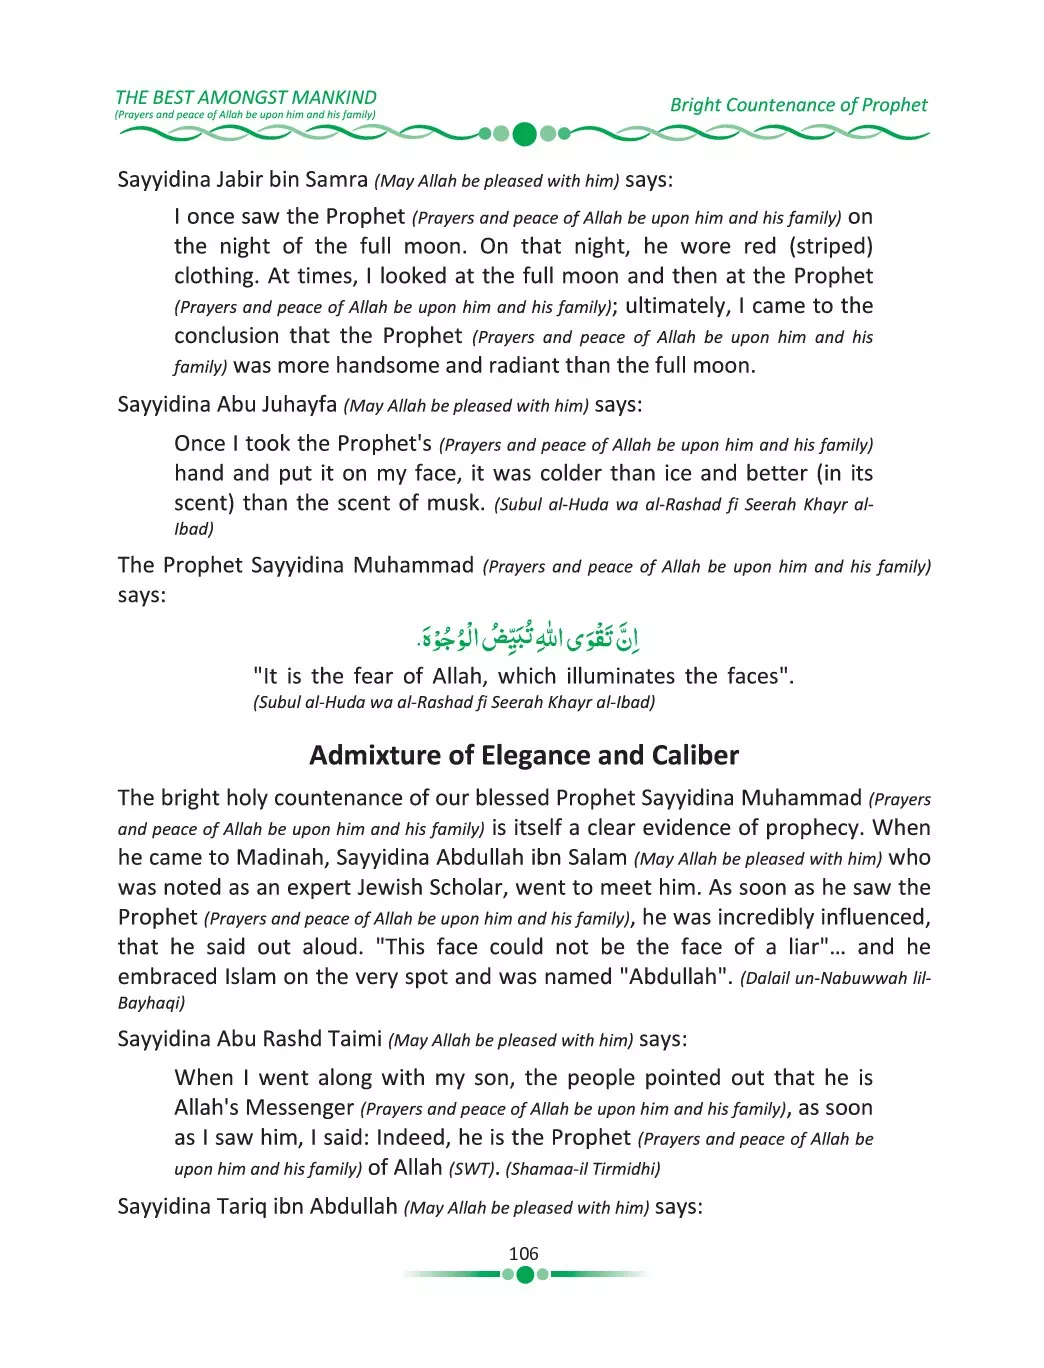 THE BEST AMONGST MANKIND
(Prayers and peace of Allah be upon him and his family)
Bright Countenance of Prophet
Sayyidina Jabir bin Samra (May Allah be pleased with him) says:
I once saw the Prophet (Prayers and peace of Allah be upon him and his family) on
the night of the full moon. On that night, he wore red (striped)
clothing. At times, I looked at the full moon and then at the Prophet
(Prayers and peace of Allah be upon him and his family); ultimately, I came to the
conclusion that the Prophet (Prayers and peace of Allah be upon him and his
family) was more handsome and radiant than the full moon.
Sayyidina Abu Juhayfa (May Allah be pleased with him) says:
Once I took the Prophet's (Prayers and peace of Allah be upon him and his family)
hand and put it on my face, it was colder than ice and better (in its
scent) than the scent of musk. (Subul al-Huda wa al-Rashad fi Seerah Khayr al-
Ibad)
The Prophet Sayyidina Muhammad (Prayers and peace of Allah be upon him and his family)
says:
اِنَّ تَقْوَى اللهِ تُبَيِّضُ الْوُجُوْهَ.
"It is the fear of Allah, which illuminates the faces".
(Subul al-Huda wa al-Rashad fi Seerah Khayr al-Ibad)
Admixture of Elegance and Caliber
The bright holy countenance of our blessed Prophet Sayyidina Muhammad (Prayers
and peace of Allah be upon him and his family) is itself a clear evidence of prophecy. When
he came to Madinah, Sayyidina Abdullah ibn Salam (May Allah be pleased with him) who
was noted as an expert Jewish Scholar, went to meet him. As soon as he saw the
Prophet (Prayers and peace of Allah be upon him and his family), he was incredibly influenced,
that he said out aloud. "This face could not be the face of a liar"... and he
embraced Islam on the very spot and was named "Abdullah". (Dalail un-Nabuwwah lil-
Bayhaqi)
Sayyidina Abu Rashd Taimi (May Allah be pleased with him) says:
When I went along with my son, the people pointed out that he is
Allah's Messenger (Prayers and peace of Allah be upon him and his family), as soon
as I saw him, I said: Indeed, he is the Prophet (Prayers and peace of Allah be
upon him and his family) of Allah (SWT). (Shamaa-il Tirmidhi)
Sayyidina Tariq ibn Abdullah (May Allah be pleased with him) says:
106